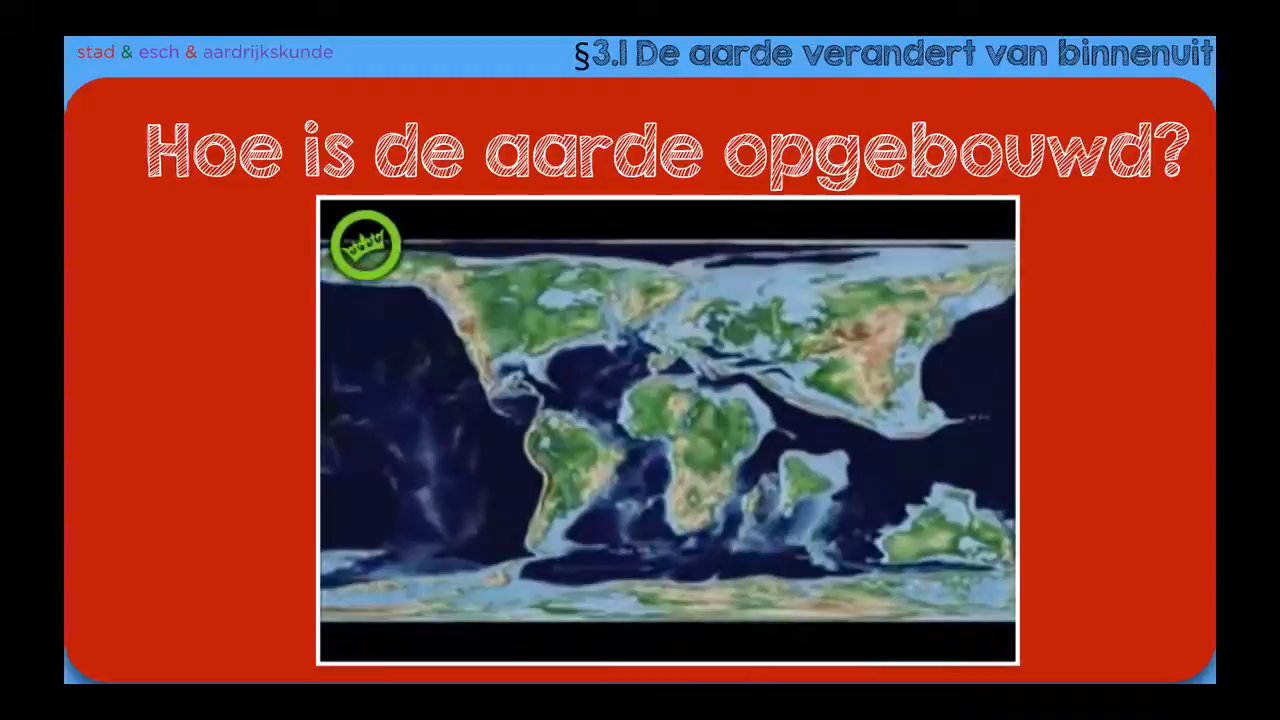 stad & esch & aardrijkskunde
§3.1 De aarde verandert van binnenuit
Hoe is de aarde opgebouwd?